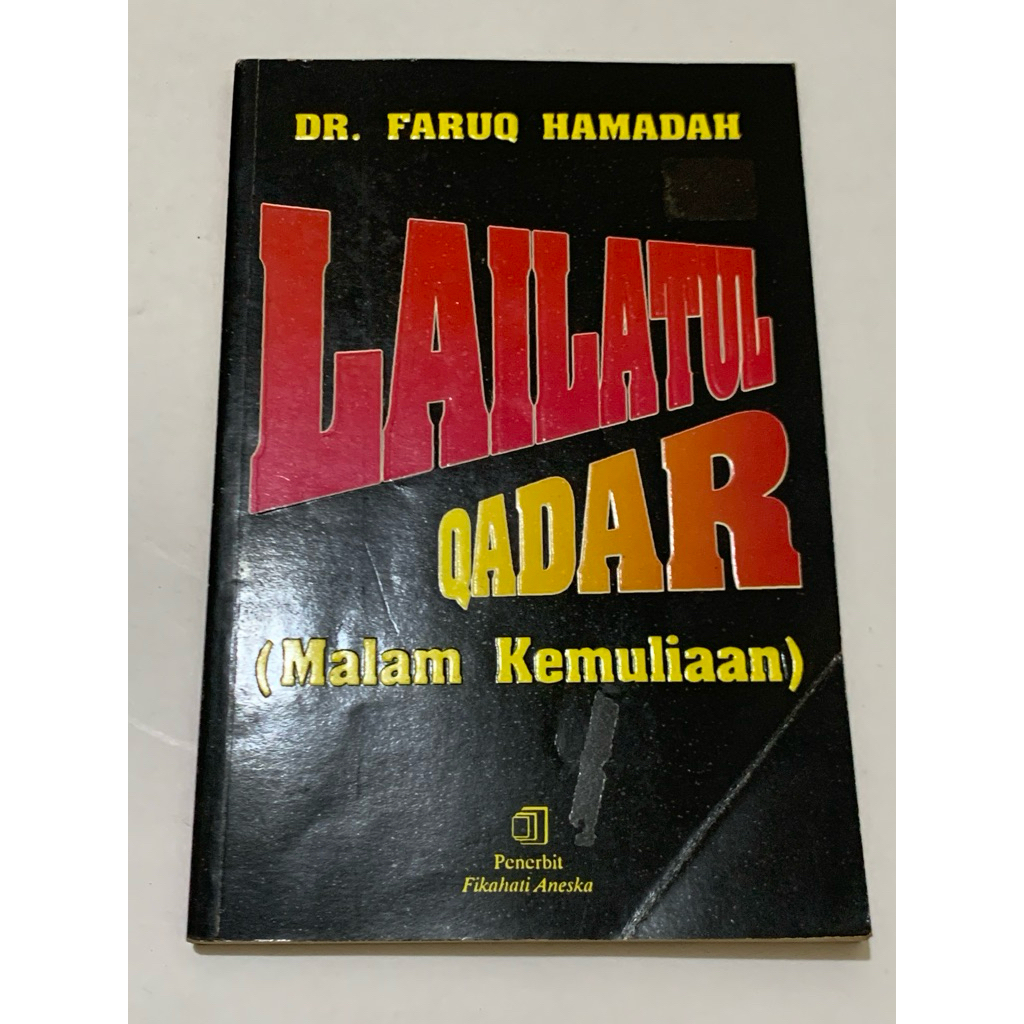 DR. FARUQ HAMADAH
LAILATUL
QADAR
(Malam Kemuliaan)
Penerbit
Fikahati Aneska